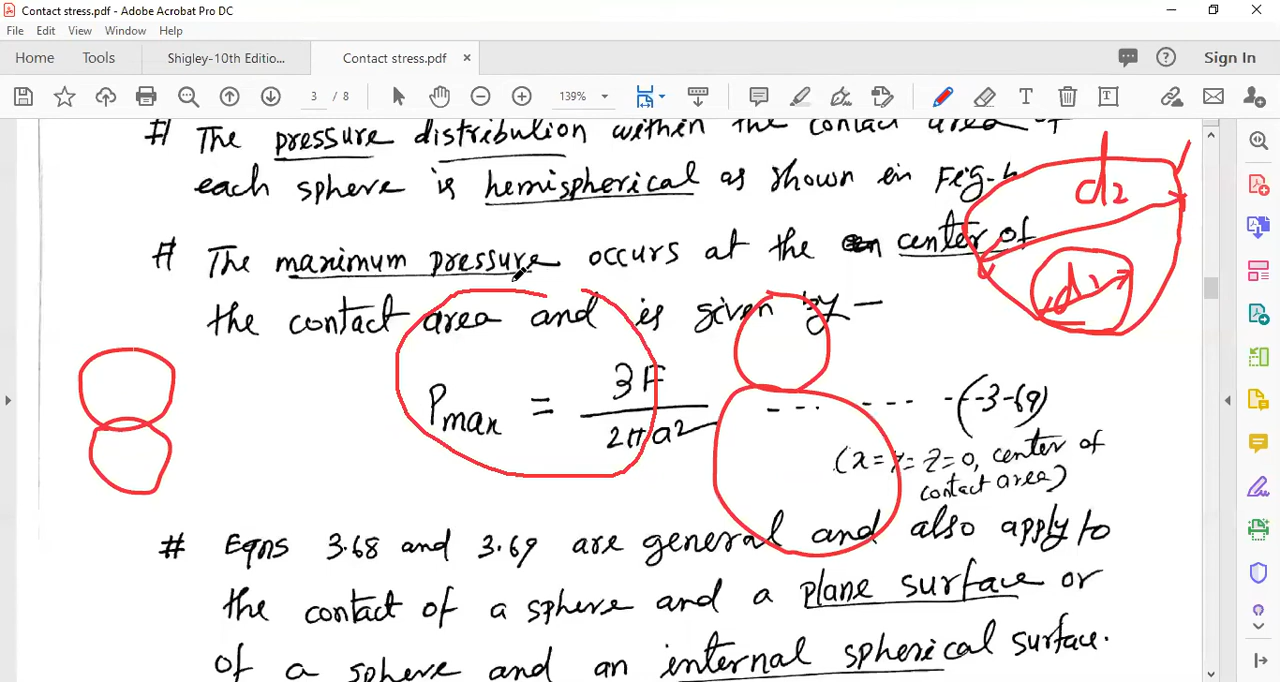 Contact stress.pdf - Adobe Acrobat Pro DC
File Edit View Window Help
Home Tools Shigley-10th Editio... Contact stress.pdf ×
3 / 8 139% Sign In
# The pressure distribution within the contact area of
each sphere is hemispherical as shown in Fig-b
# The maximum pressure occurs at the center of
the contact area and is given by —
Pmax = 3F / 2πa² ... ... -(-3-69)
(x=y=z=0, center of
contact area)
# Eqns 3.68 and 3.69 are general and also apply to
the contact of a sphere and a plane surface or
of a sphere and an internal spherical surface.
d2
d1